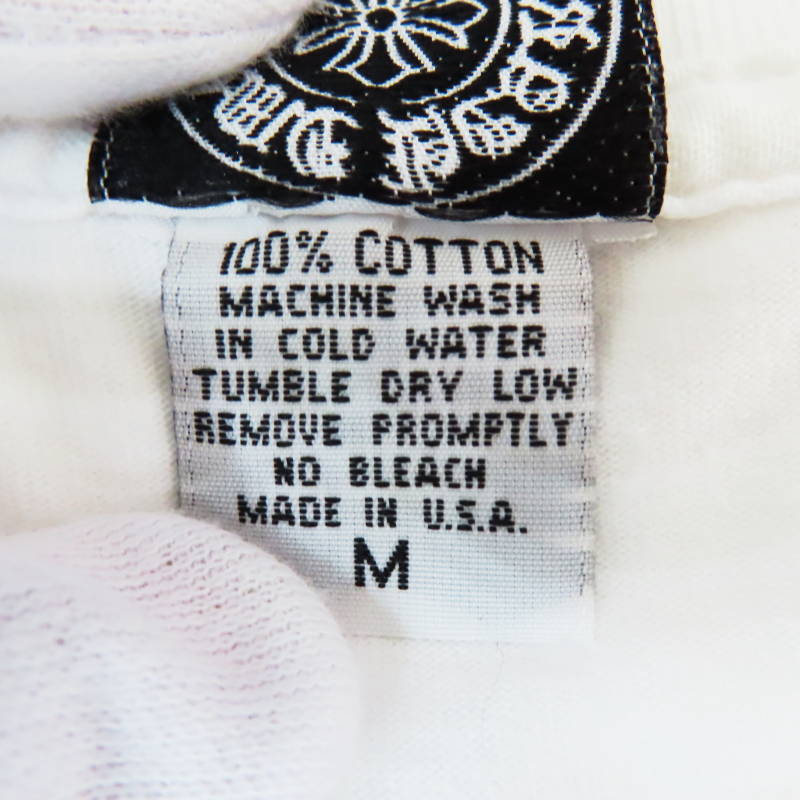 100% COTTON
MACHINE WASH
IN COLD WATER
TUMBLE DRY LOW
REMOVE PROMPTLY
NO BLEACH
MADE IN U.S.A.
M